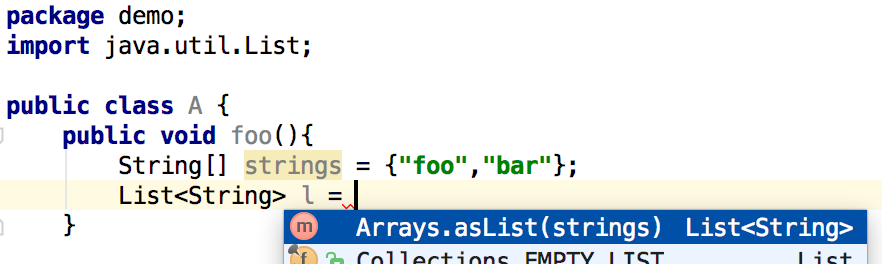 package demo;
import java.util.List;
public class A {
public void foo(){
String[] strings = {"foo","bar"};
List<String> l =
}
m Arrays.asList(strings) List<String>
f Collections.EMPTY_LIST List